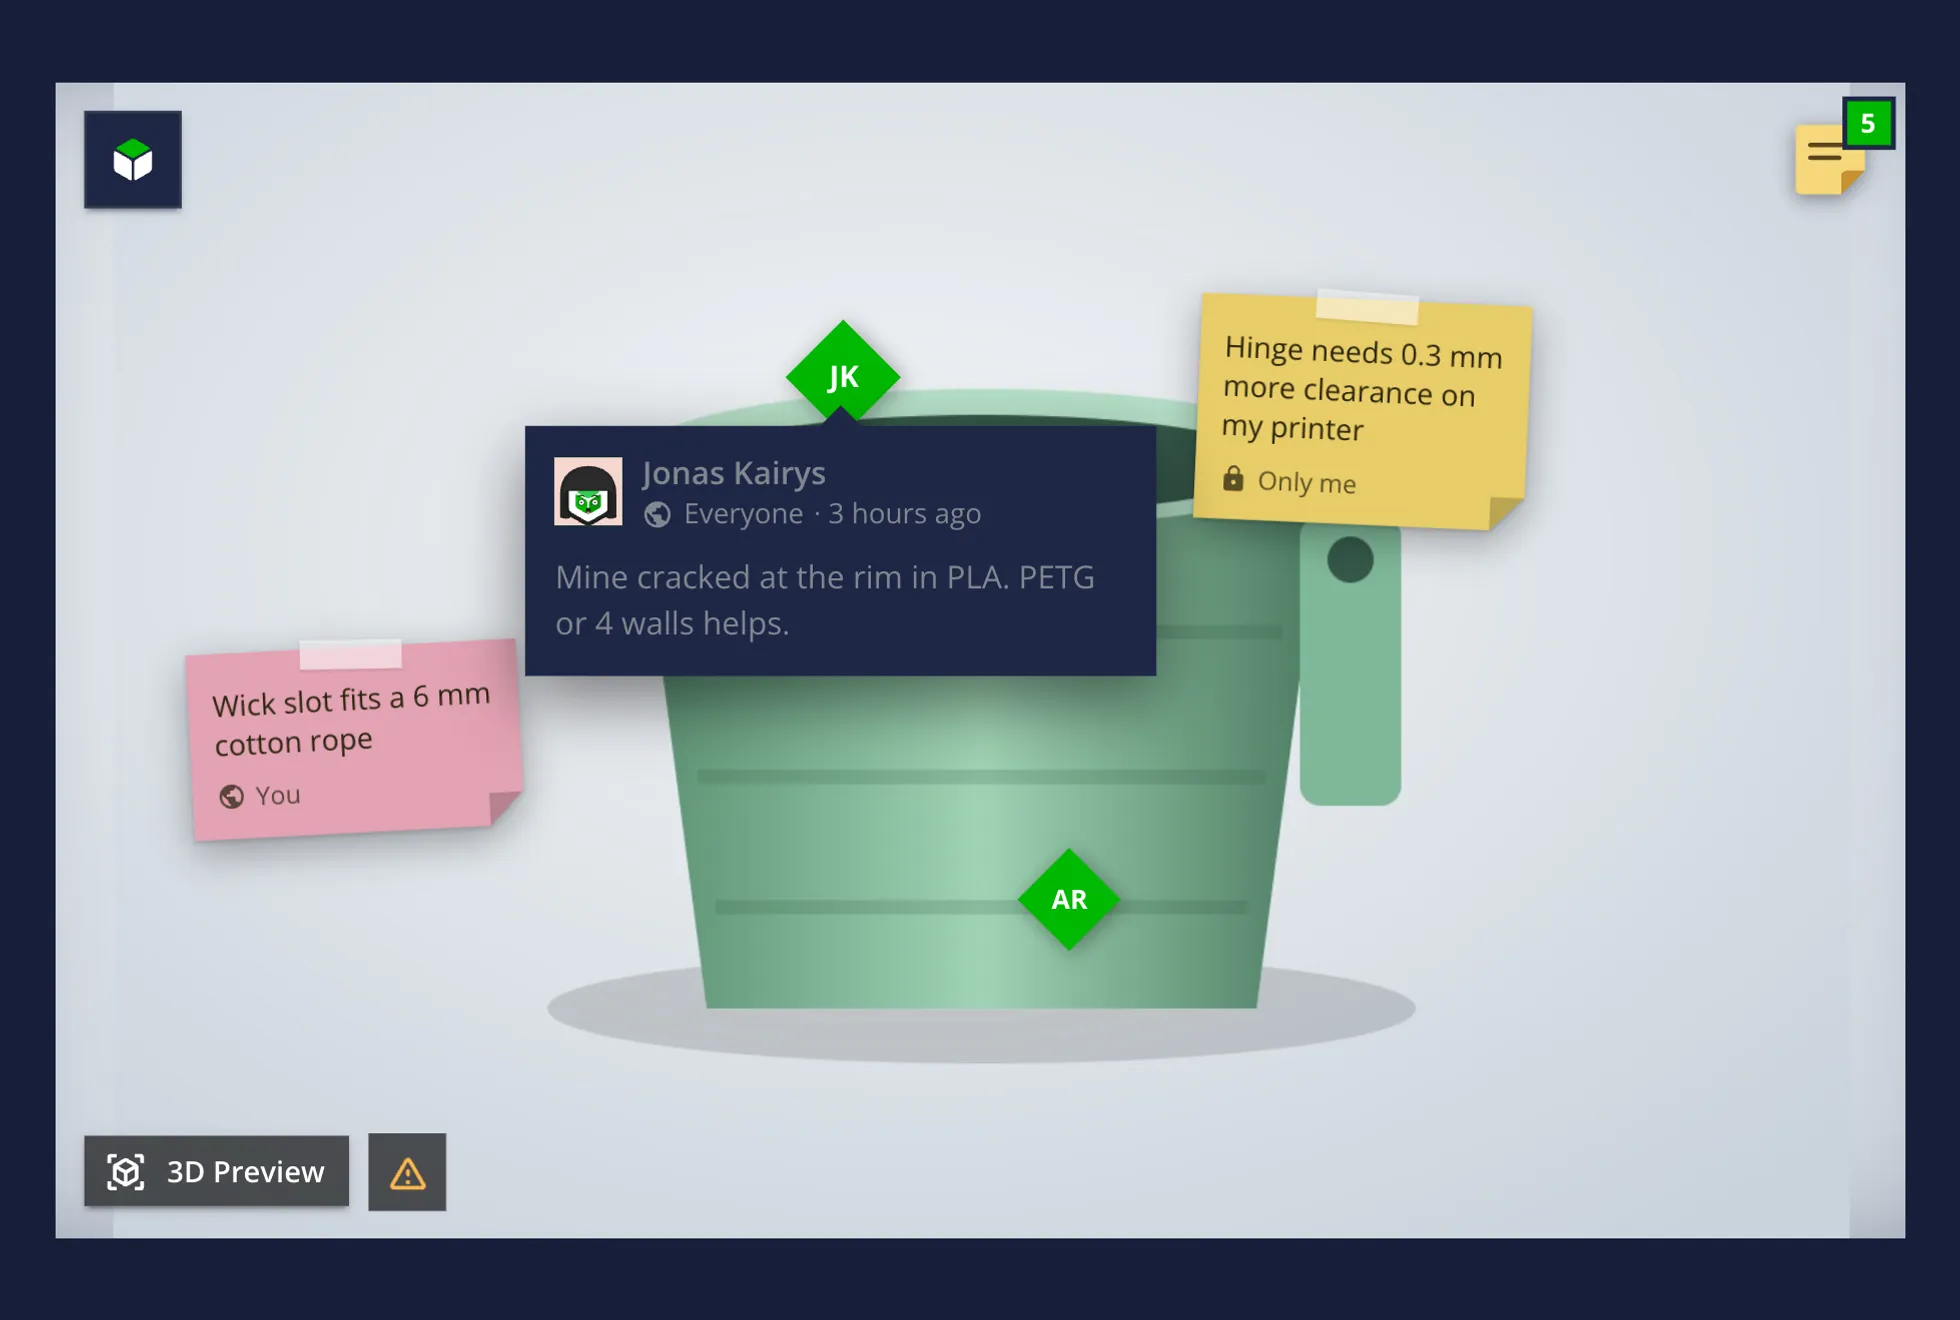 5
JK
Hinge needs 0.3 mm
more clearance on
my printer
Only me
Jonas Kairys
Everyone · 3 hours ago
Mine cracked at the rim in PLA. PETG
or 4 walls helps.
Wick slot fits a 6 mm
cotton rope
You
AR
3D Preview